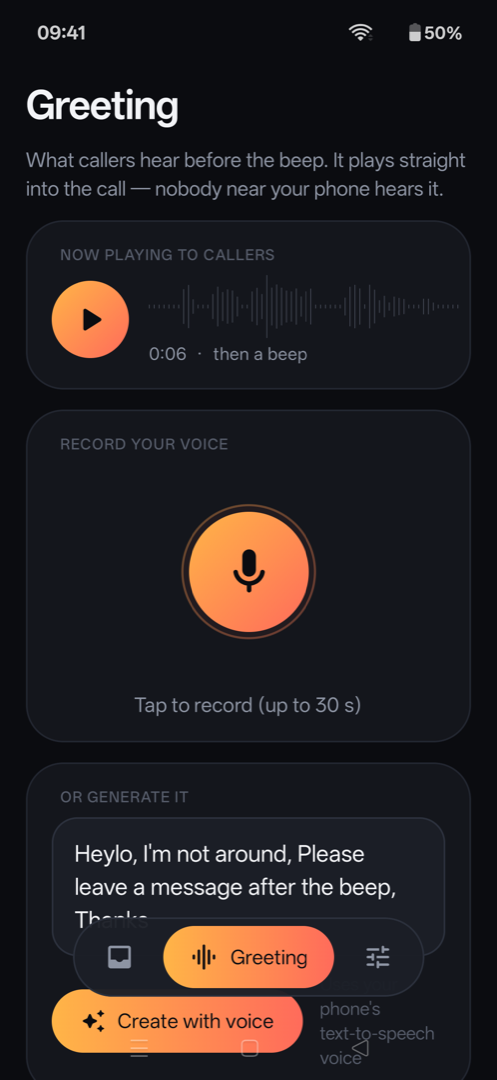 09:41
50%
Greeting
What callers hear before the beep. It plays straight
into the call — nobody near your phone hears it.
NOW PLAYING TO CALLERS
0:06 · then a beep
RECORD YOUR VOICE
Tap to record (up to 30 s)
OR GENERATE IT
Heylo, I'm not around, Please
leave a message after the beep,
Thanks
Greeting
Create with voice
phone's
text-to-speech
voice